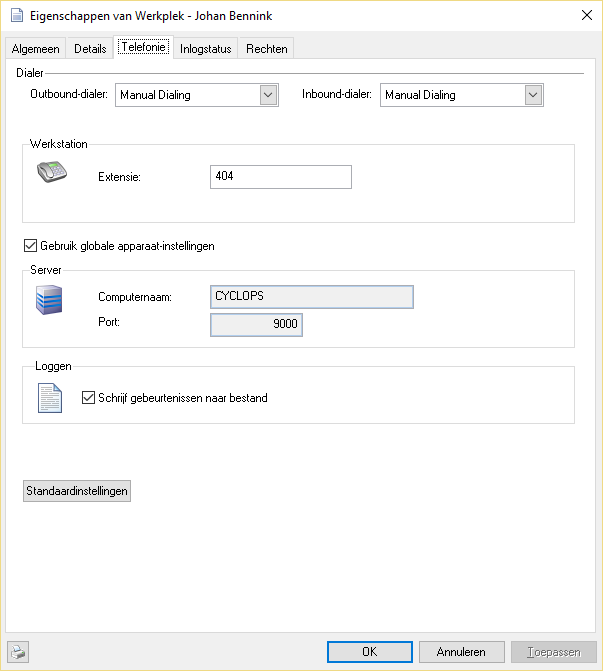 Eigenschappen van Werkplek - Johan Bennink
Algemeen Details Telefonie Inlogstatus Rechten
Dialer
Outbound-dialer: Manual Dialing Inbound-dialer: Manual Dialing
Werkstation
Extensie: 404
Gebruik globale apparaat-instellingen
Server
Computernaam: CYCLOPS
Port: 9000
Loggen
Schrijf gebeurtenissen naar bestand
Standaardinstellingen
OK Annuleren Toepassen